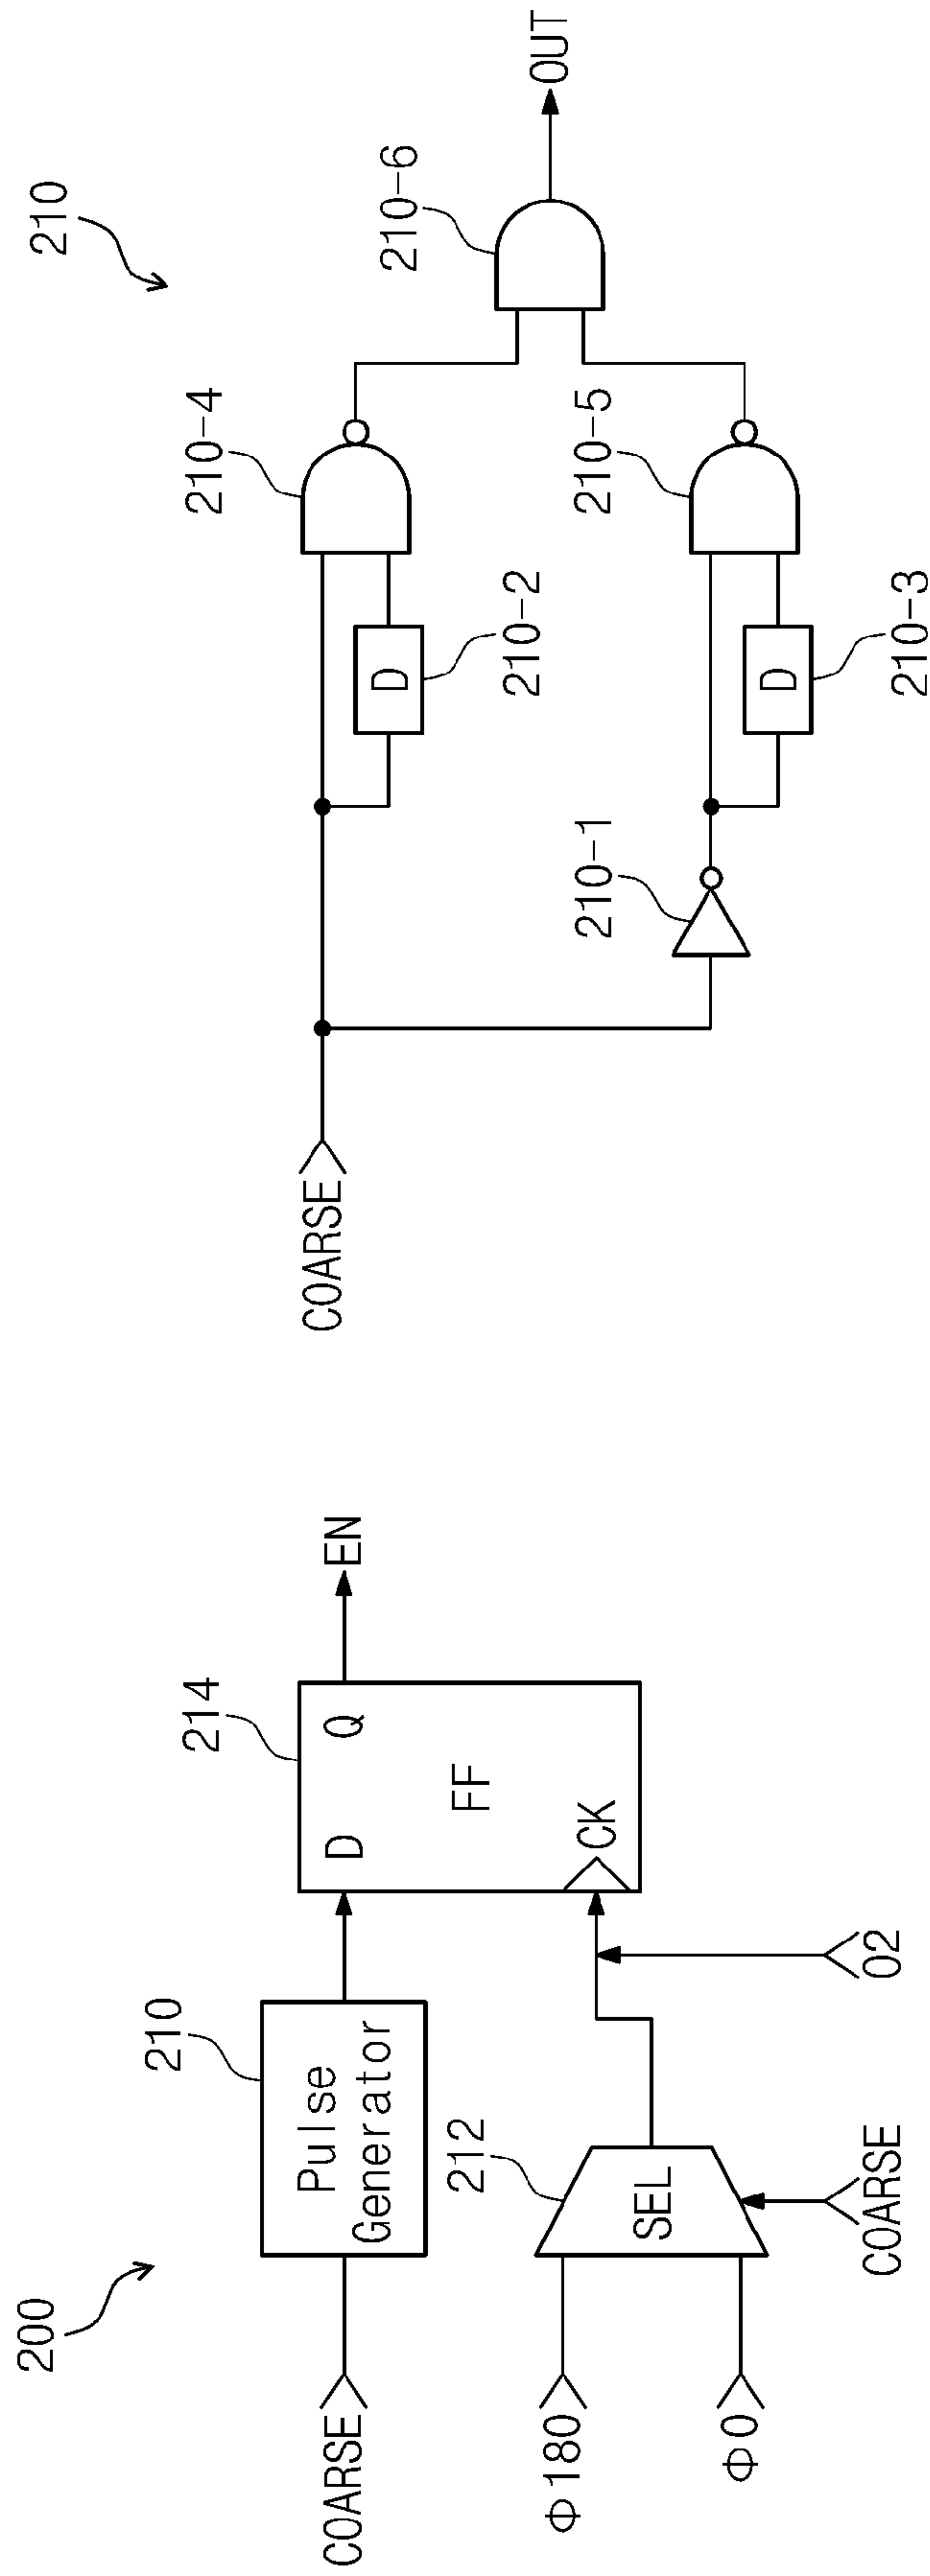 200
COARSE
210
Pulse
Generator
D
Q
FF
CK
214
EN
Φ180
Φ0
212
SEL
COARSE
O2
210
COARSE
210-1
D
210-2
D
210-3
210-4
210-5
210-6
OUT